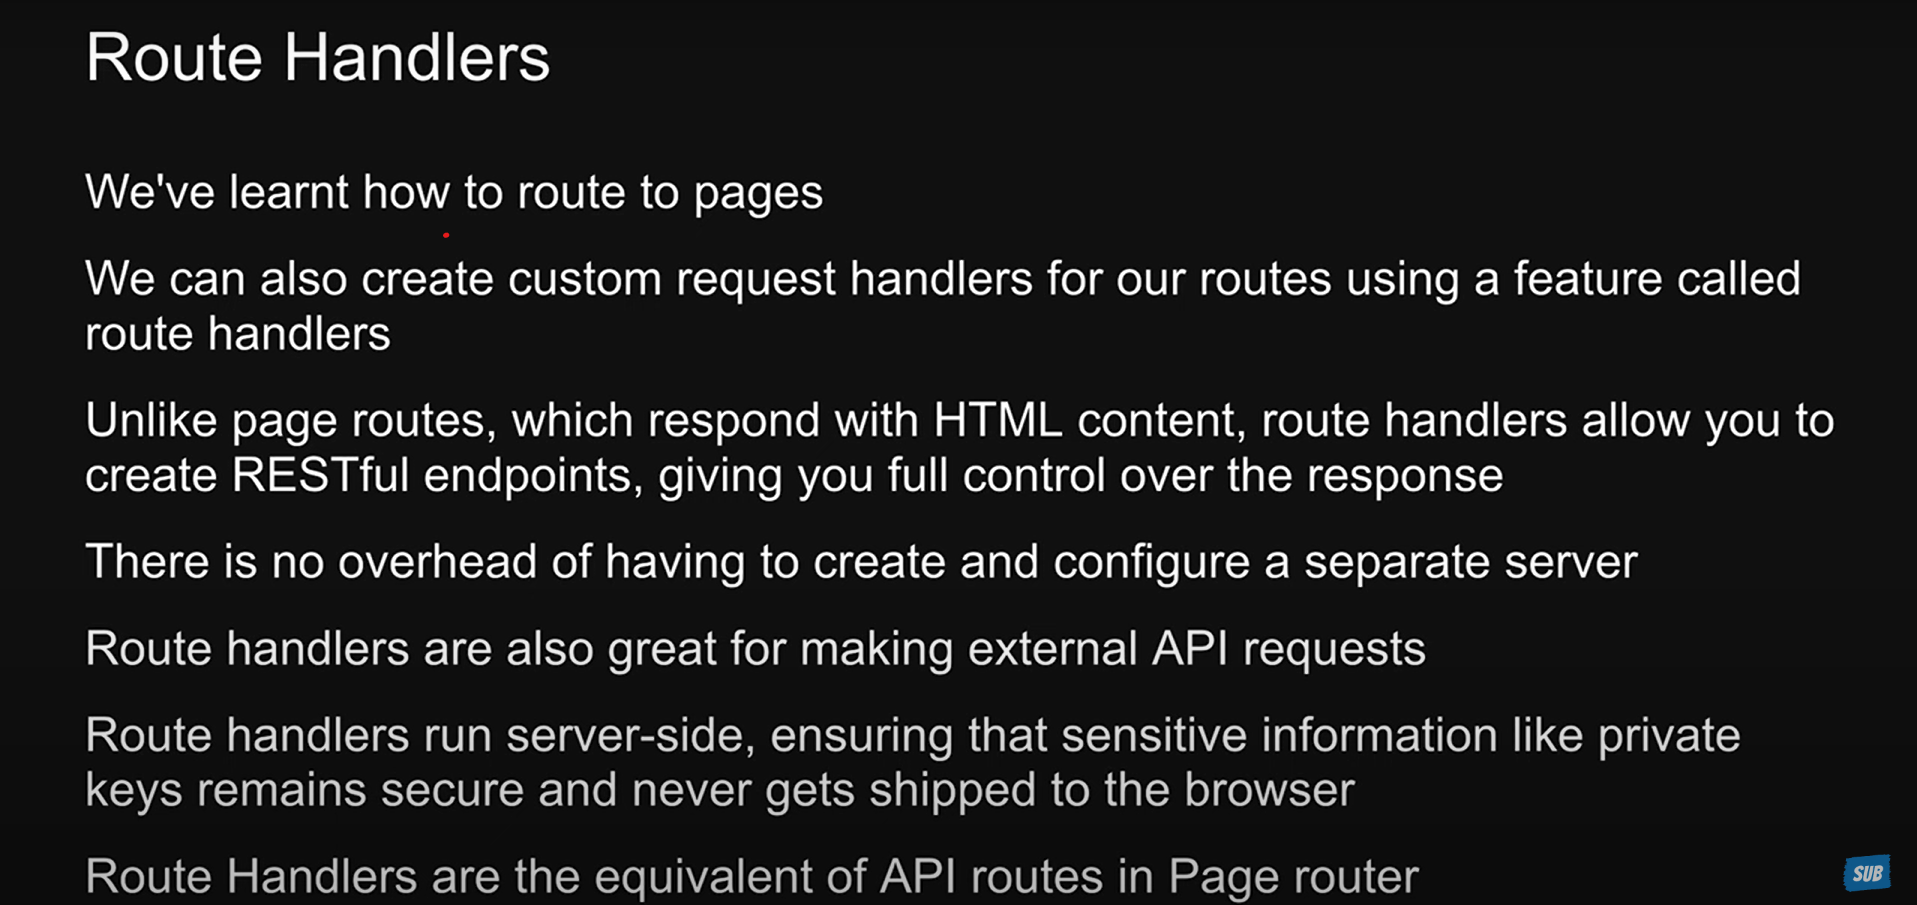 Route Handlers
We've learnt how to route to pages
We can also create custom request handlers for our routes using a feature called
route handlers
Unlike page routes, which respond with HTML content, route handlers allow you to
create RESTful endpoints, giving you full control over the response
There is no overhead of having to create and configure a separate server
Route handlers are also great for making external API requests
Route handlers run server-side, ensuring that sensitive information like private
keys remains secure and never gets shipped to the browser
Route Handlers are the equivalent of API routes in Page router
SUB